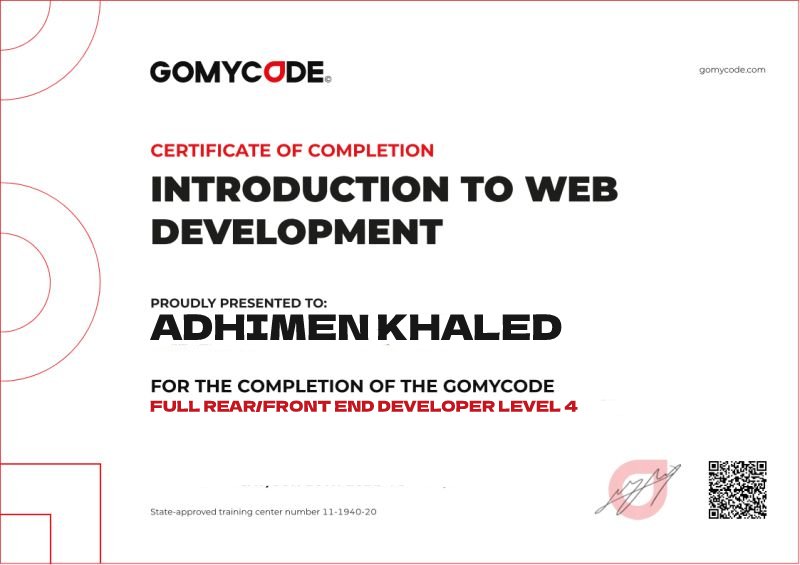 GOMYCODE©
gomycode.com
CERTIFICATE OF COMPLETION
INTRODUCTION TO WEB
DEVELOPMENT
PROUDLY PRESENTED TO:
ADHIMEN KHALED
FOR THE COMPLETION OF THE GOMYCODE
FULL REAR/FRONT END DEVELOPER LEVEL 4
State-approved training center number 11-1940-20